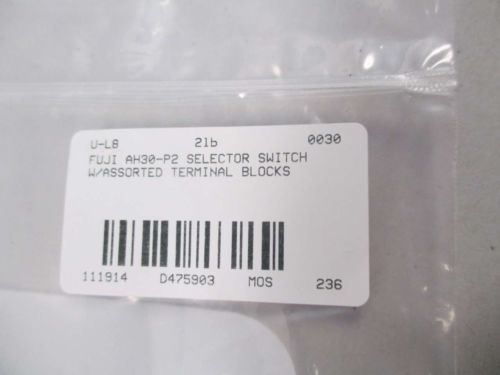 U-L8 2lb 0030
FUJI AH30-P2 SELECTOR SWITCH
W/ASSORTED TERMINAL BLOCKS
111914 D475903 MOS 236